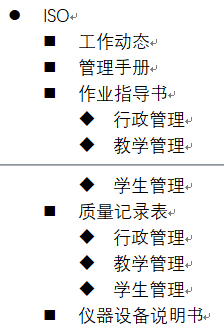 ● ISO
■ 工作动态
■ 管理手册
■ 作业指导书
◆ 行政管理
◆ 教学管理
◆ 学生管理
■ 质量记录表
◆ 行政管理
◆ 教学管理
◆ 学生管理
■ 仪器设备说明书